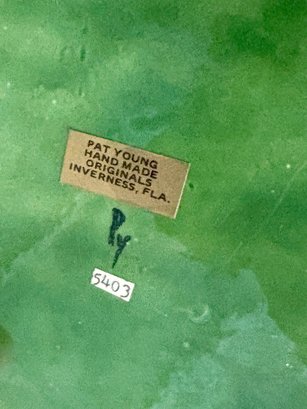 PAT YOUNG
HAND MADE
ORIGINALS
INVERNESS, FLA.
Py
5403